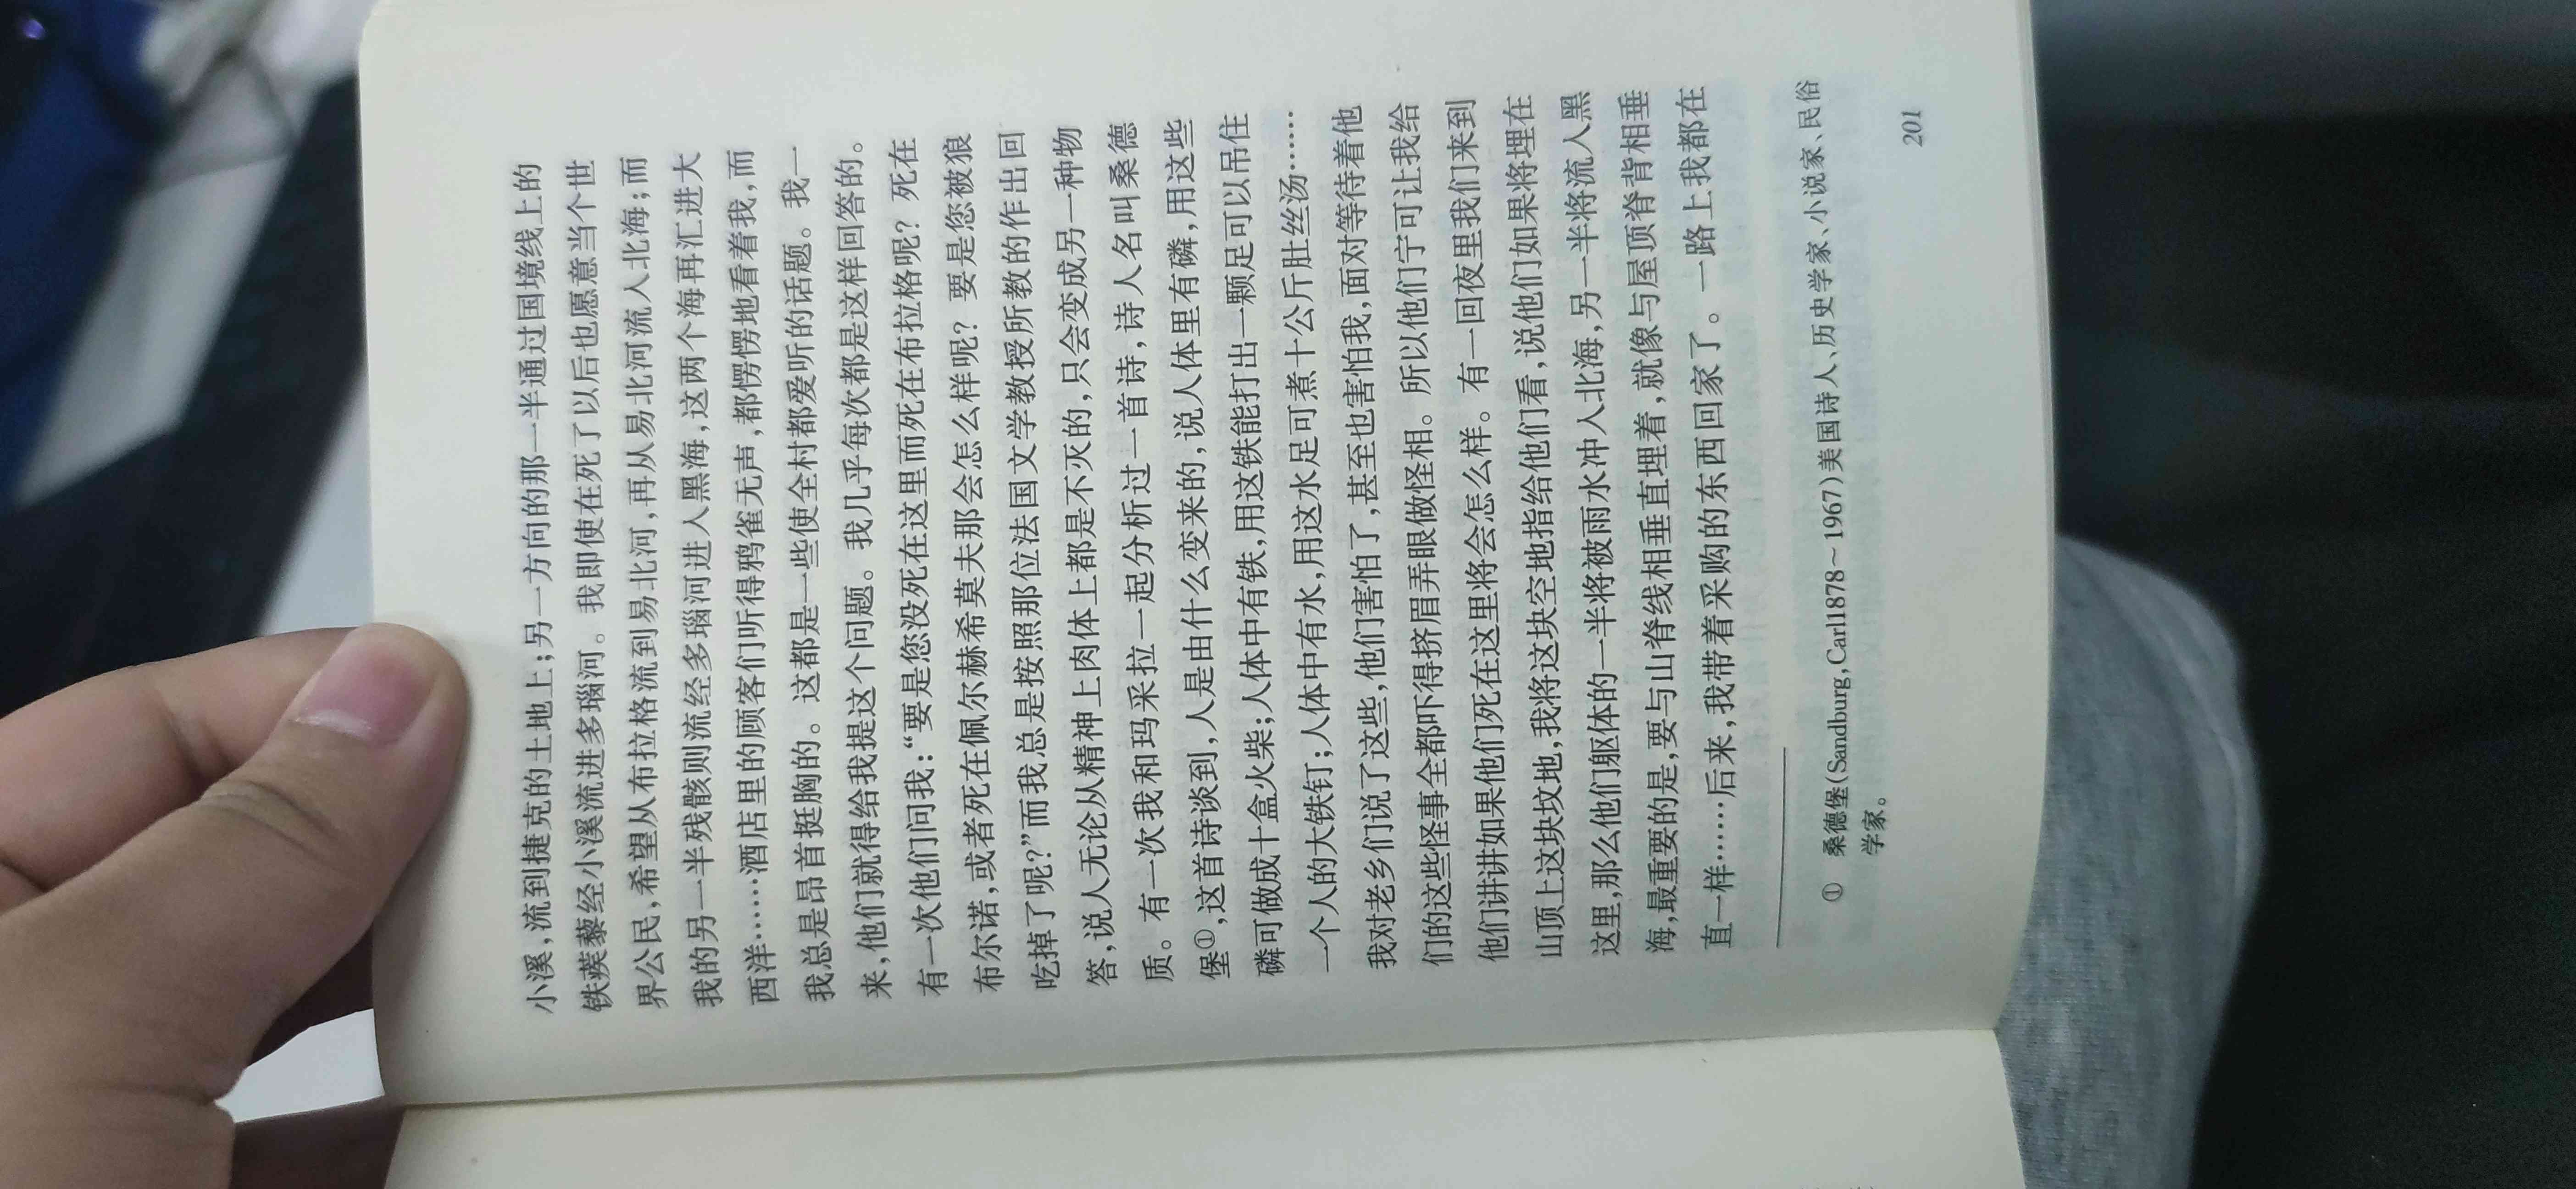 小溪,流到捷克的土地上;另一方向的那一半通过国境线上的
铁蒺藜经小溪流进多瑙河。我即使在死了以后也愿意当个世
界公民,希望从布拉格流到易北河,再从易北河流入北海;而
我的另一半残骸则流经多瑙河进入黑海,这两个海再汇进大
西洋……酒店里的顾客们听得鸦雀无声,都愣愣地看着我,而
我总是昂首挺胸的。这都是一些使全村都爱听的话题。我一
来,他们就得给我提这个问题。我几乎每次都是这样回答的。
有一次他们问我:“要是您没死在这里而死在布拉格呢?死在
布尔诺,或者死在佩尔赫希莫夫那会怎么样呢?要是您被狼
吃掉了呢?”而我总是按照那位法国文学教授所教的作出回
答,说人无论从精神上肉体上都是不灭的,只会变成另一种物
质。有一次我和玛采拉一起分析过一首诗,诗人名叫桑德
堡①,这首诗谈到,人是由什么变来的,说人体里有磷,用这些
磷可做成十盒火柴;人体中有铁,用这铁能打出一颗足可以吊住
一个人的大铁钉;人体中有水,用这水足可煮十公斤肚丝汤……
我对老乡们说了这些,他们害怕了,甚至也害怕我,面对等待着他
们的这些怪事全都吓得挤眉弄眼做怪相。所以他们宁可让我给
他们讲讲如果他们死在这里将会怎么样。有一回夜里我们来到
山顶上这块坟地,我将这块空地指给他们看,说他们如果将埋在
这里,那么他们躯体的一半将被雨水冲入北海,另一半将流入黑
海,最重要的是,要与山脊线相垂直埋着,就像与屋顶脊背相垂
直一样……后来,我带着采购的东西回家了。一路上我都在
① 桑德堡(Sandburg,Carl1878～1967)美国诗人、历史学家、小说家、民俗
学家。
201